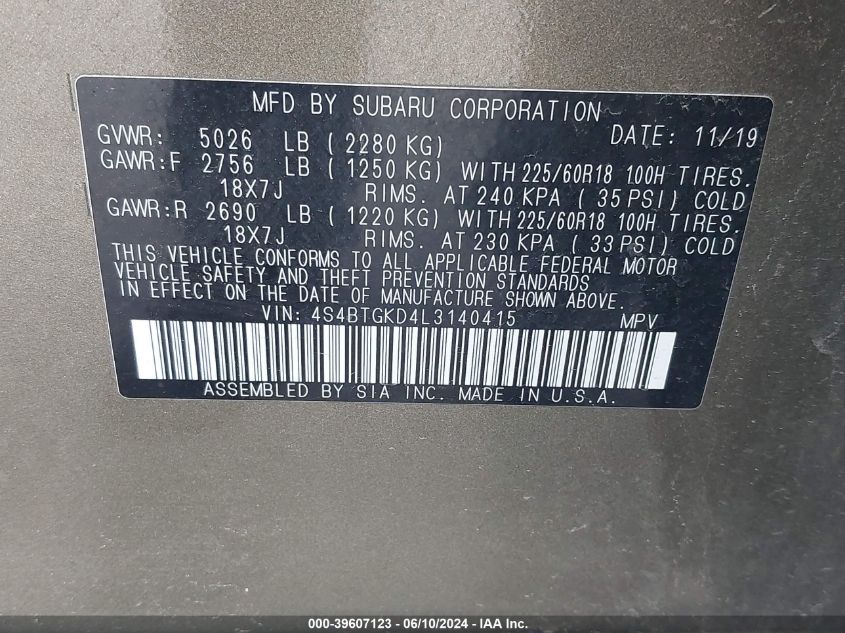 MFD BY SUBARU CORPORATION
GVWR: 5026 LB ( 2280 KG) DATE: 11/19
GAWR:F 2756 LB ( 1250 KG) WITH 225/60R18 100H TIRES.
18X7J RIMS. AT 240 KPA ( 35 PSI) COLD
GAWR:R 2690 LB ( 1220 KG) WITH 225/60R18 100H TIRES.
18X7J RIMS. AT 230 KPA ( 33 PSI) COLD
THIS VEHICLE CONFORMS TO ALL APPLICABLE FEDERAL MOTOR
VEHICLE SAFETY AND THEFT PREVENTION STANDARDS
IN EFFECT ON THE DATE OF MANUFACTURE SHOWN ABOVE.
VIN: 4S4BTGKD4L3140415 MPV
ASSEMBLED BY SIA INC. MADE IN U.S.A.
000-39607123 - 06/10/2024 - IAA Inc.